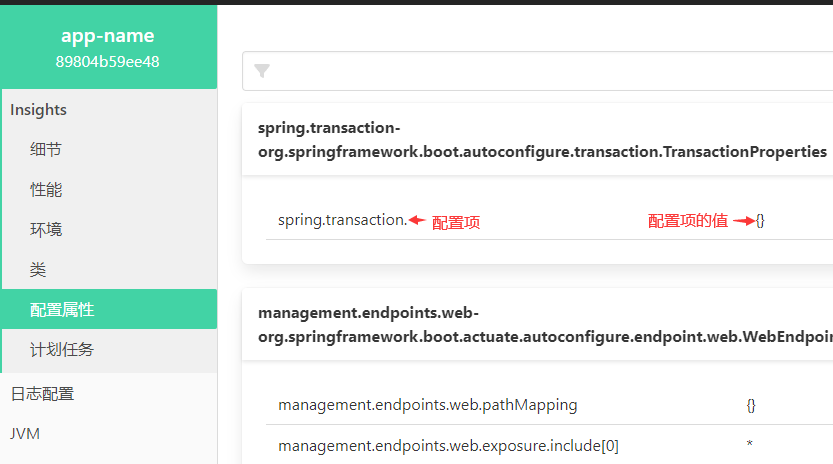 app-name
89804b59ee48
Insights
细节
性能
环境
类
配置属性
计划任务
日志配置
JVM
spring.transaction-
org.springframework.boot.autoconfigure.transaction.TransactionProperties
spring.transaction. 配置项 配置项的值 {}
management.endpoints.web-
org.springframework.boot.actuate.autoconfigure.endpoint.web.WebEndpoin
management.endpoints.web.pathMapping {}
management.endpoints.web.exposure.include[0] *